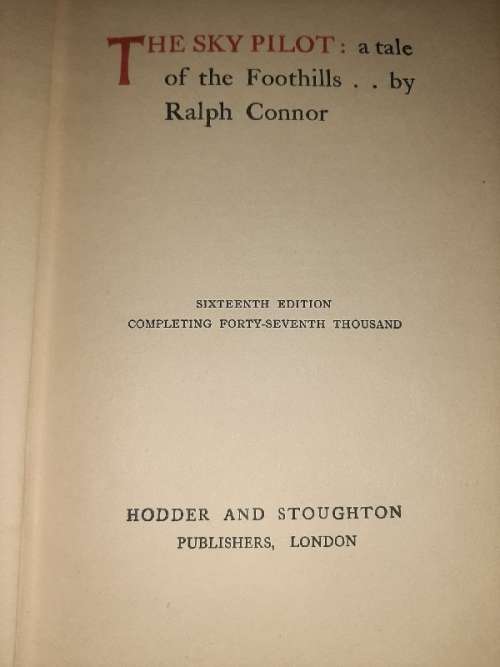 THE SKY PILOT: a tale
of the Foothills . . by
Ralph Connor
SIXTEENTH EDITION
COMPLETING FORTY-SEVENTH THOUSAND
HODDER AND STOUGHTON
PUBLISHERS, LONDON